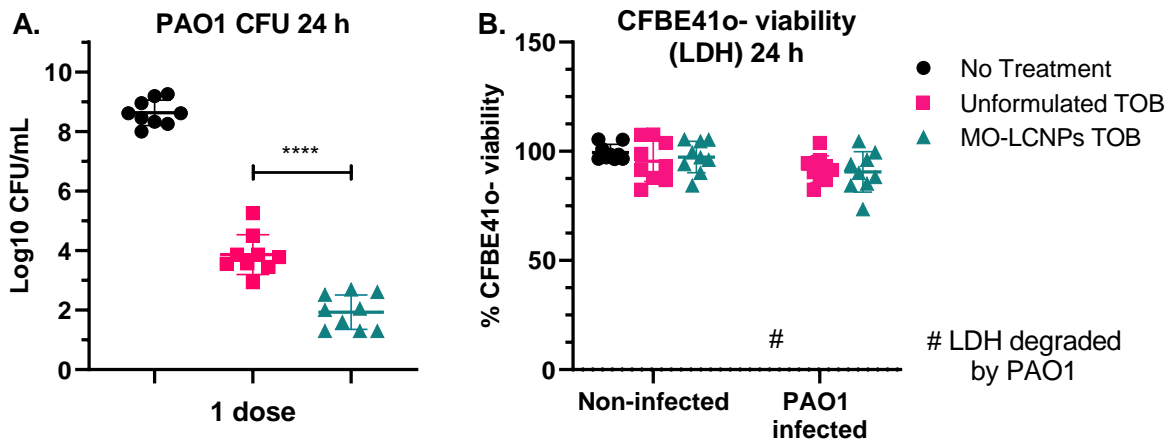 A.
PAO1 CFU 24 h
Log10 CFU/mL
10
8
6
4
2
0
****
1 dose
B.
CFBE41o- viability
(LDH) 24 h
% CFBE41o- viability
150
100
50
0
#
Non-infected
PAO1
infected
No Treatment
Unformulated TOB
MO-LCNPs TOB
# LDH degraded
by PAO1